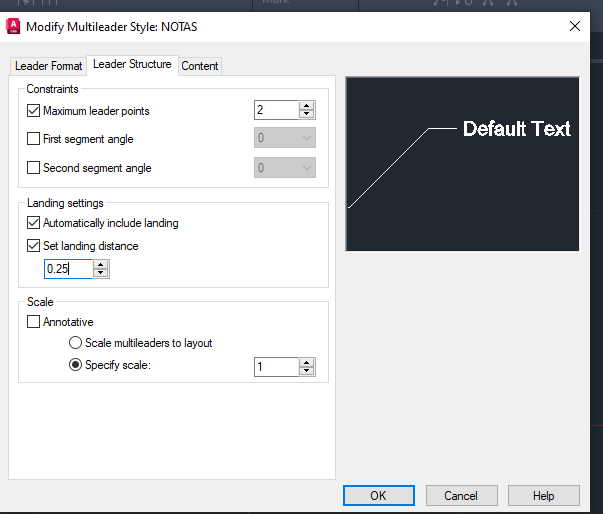 Mark
A
CAD
Modify Multileader Style: NOTAS
Leader Format
Leader Structure
Content
Constraints
Maximum leader points
2
First segment angle
0
Second segment angle
0
Landing settings
Automatically include landing
Set landing distance
0.25
Scale
Annotative
Scale multileaders to layout
Specify scale:
1
Default Text
OK
Cancel
Help